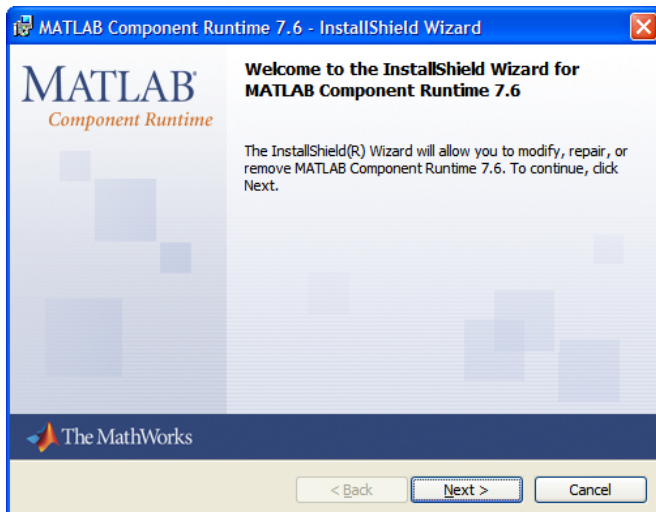 MATLAB Component Runtime 7.6 - InstallShield Wizard
MATLAB®
Component Runtime
Welcome to the InstallShield Wizard for
MATLAB Component Runtime 7.6
The InstallShield(R) Wizard will allow you to modify, repair, or
remove MATLAB Component Runtime 7.6. To continue, click
Next.
The MathWorks
< Back
Next >
Cancel